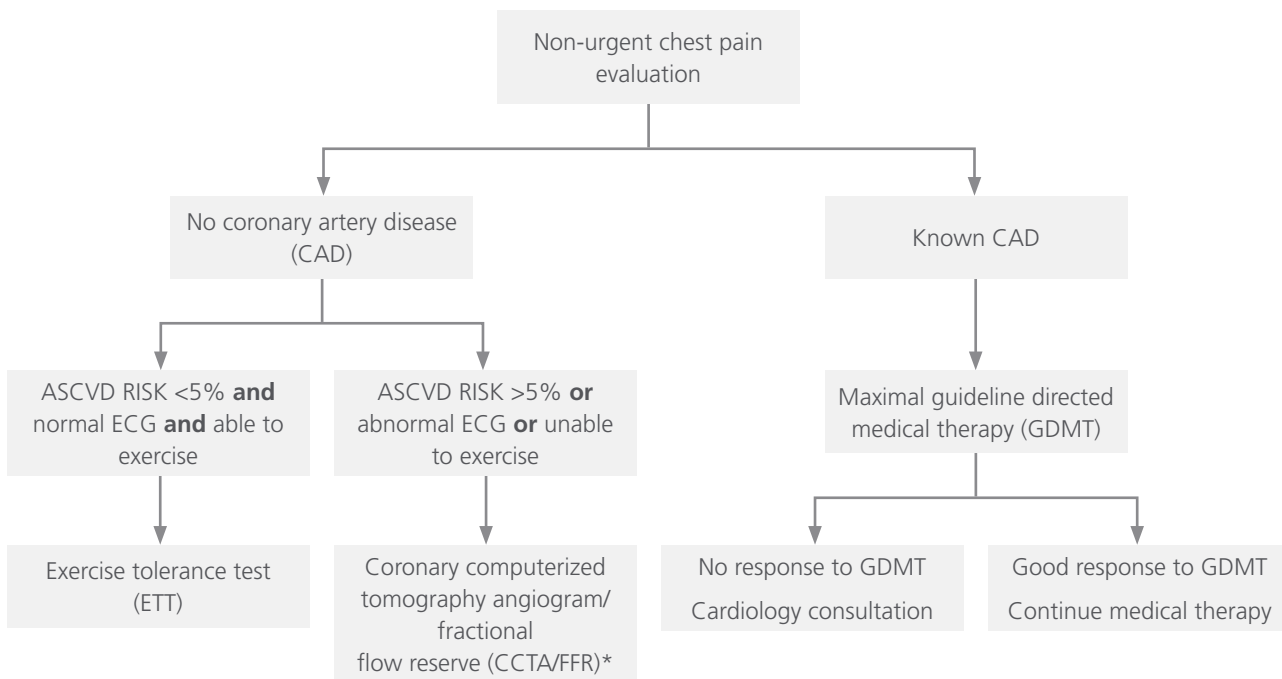 Non-urgent chest pain
evaluation
No coronary artery disease
(CAD)
Known CAD
ASCVD RISK <5% and
normal ECG and able to
exercise
ASCVD RISK >5% or
abnormal ECG or unable
to exercise
Maximal guideline directed
medical therapy (GDMT)
Exercise tolerance test
(ETT)
Coronary computerized
tomography angiogram/
fractional
flow reserve (CCTA/FFR)*
No response to GDMT
Cardiology consultation
Good response to GDMT
Continue medical therapy